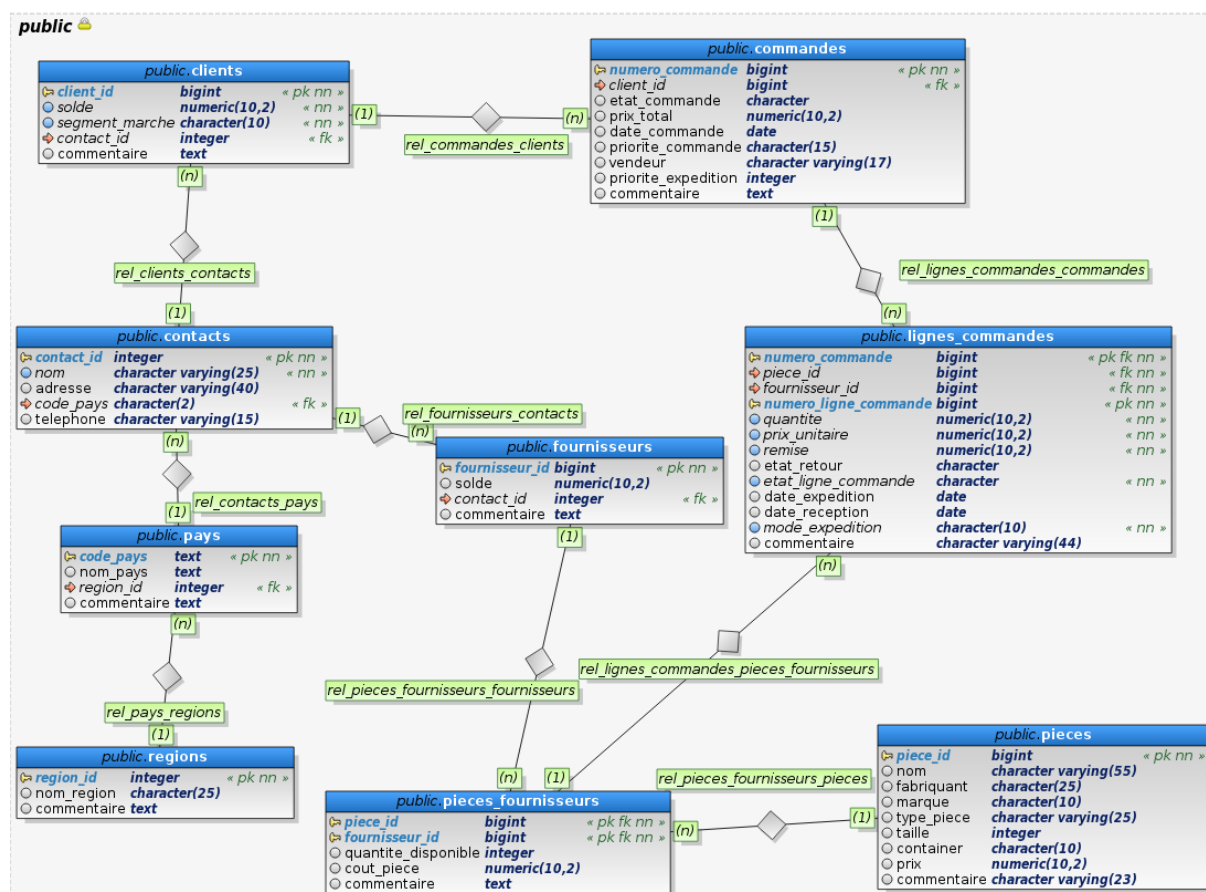 public
public.clients
client_id bigint « pk nn »
solde numeric(10,2) « nn »
segment_marche character(10) « nn »
contact_id integer « fk »
commentaire text
(1)
rel_commandes_clients
(n)
public.commandes
numero_commande bigint « pk nn »
client_id bigint « fk »
etat_commande character
prix_total numeric(10,2)
date_commande date
priorite_commande character(15)
vendeur character varying(17)
priorite_expedition integer
commentaire text
(n)
rel_clients_contacts
(1)
(1)
rel_lignes_commandes_commandes
(n)
public.contacts
contact_id integer « pk nn »
nom character varying(25) « nn »
adresse character varying(40)
code_pays character(2) « fk »
telephone character varying(15)
(1)
rel_fournisseurs_contacts
(n)
public.lignes_commandes
numero_commande bigint « pk fk nn »
piece_id bigint « fk nn »
fournisseur_id bigint « fk nn »
numero_ligne_commande bigint « pk nn »
quantite numeric(10,2) « nn »
prix_unitaire numeric(10,2) « nn »
remise numeric(10,2) « nn »
etat_retour character
etat_ligne_commande character « nn »
date_expedition date
date_reception date
mode_expedition character(10) « nn »
commentaire character varying(44)
public.fournisseurs
fournisseur_id bigint « pk nn »
solde numeric(10,2)
contact_id integer « fk »
commentaire text
(n)
rel_contacts_pays
(1)
public.pays
code_pays text « pk nn »
nom_pays text
region_id integer « fk »
commentaire text
(1)
rel_pieces_fournisseurs_fournisseurs
(n)
(n)
rel_lignes_commandes_pieces_fournisseurs
(1)
(n)
rel_pays_regions
(1)
public.regions
region_id integer « pk nn »
nom_region character(25)
commentaire text
public.pieces_fournisseurs
piece_id bigint « pk fk nn »
fournisseur_id bigint « pk fk nn »
quantite_disponible integer
cout_piece numeric(10,2)
commentaire text
rel_pieces_fournisseurs_pieces
(n)
(1)
public.pieces
piece_id bigint « pk nn »
nom character varying(55)
fabriquant character(25)
marque character(10)
type_piece character varying(25)
taille integer
container character(10)
prix numeric(10,2)
commentaire character varying(23)